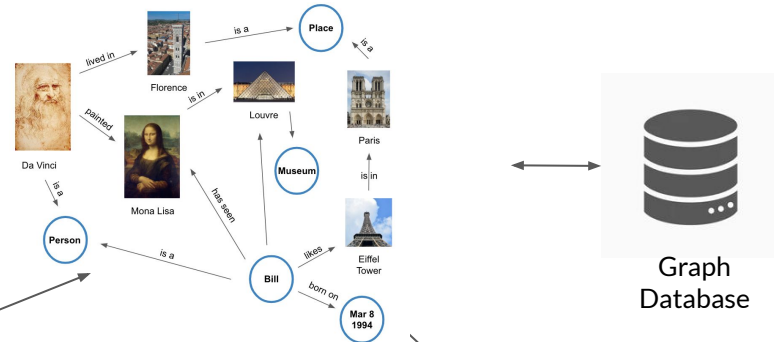 is a
Place
lived in
is a
Florence
is in
painted
Louvre
Paris
Da Vinci
Museum
is in
is a
Mona Lisa
has seen
Person
likes
Eiffel
Tower
is a
Bill
born on
Mar 8
1994
Graph
Database